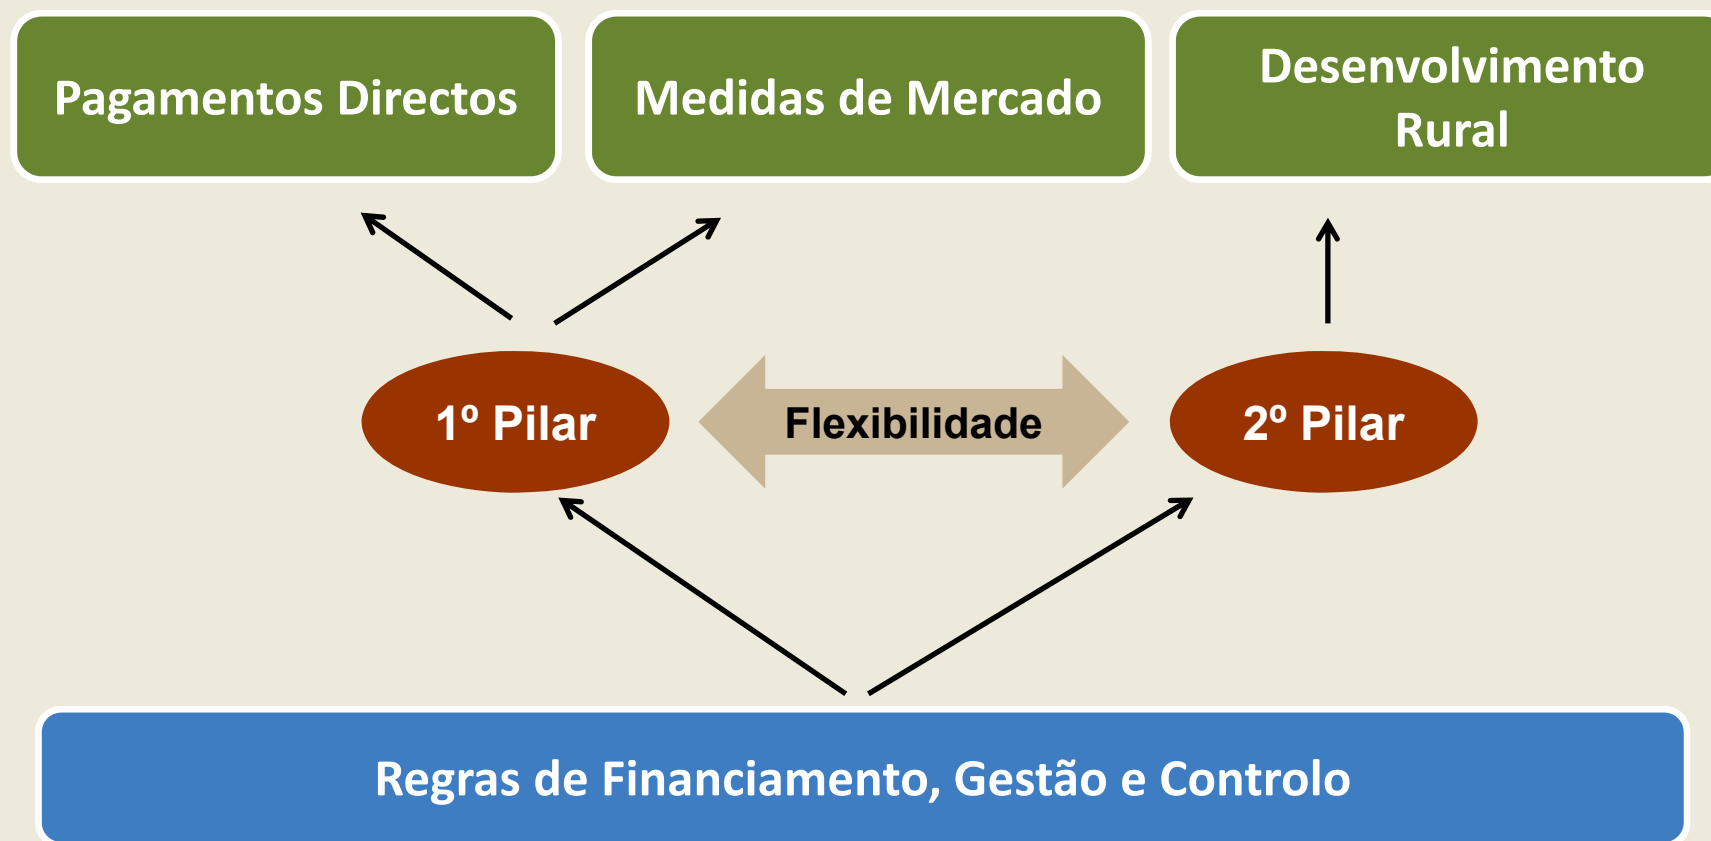 Pagamentos Directos
Medidas de Mercado
Desenvolvimento
Rural
1º Pilar
Flexibilidade
2º Pilar
Regras de Financiamento, Gestão e Controlo